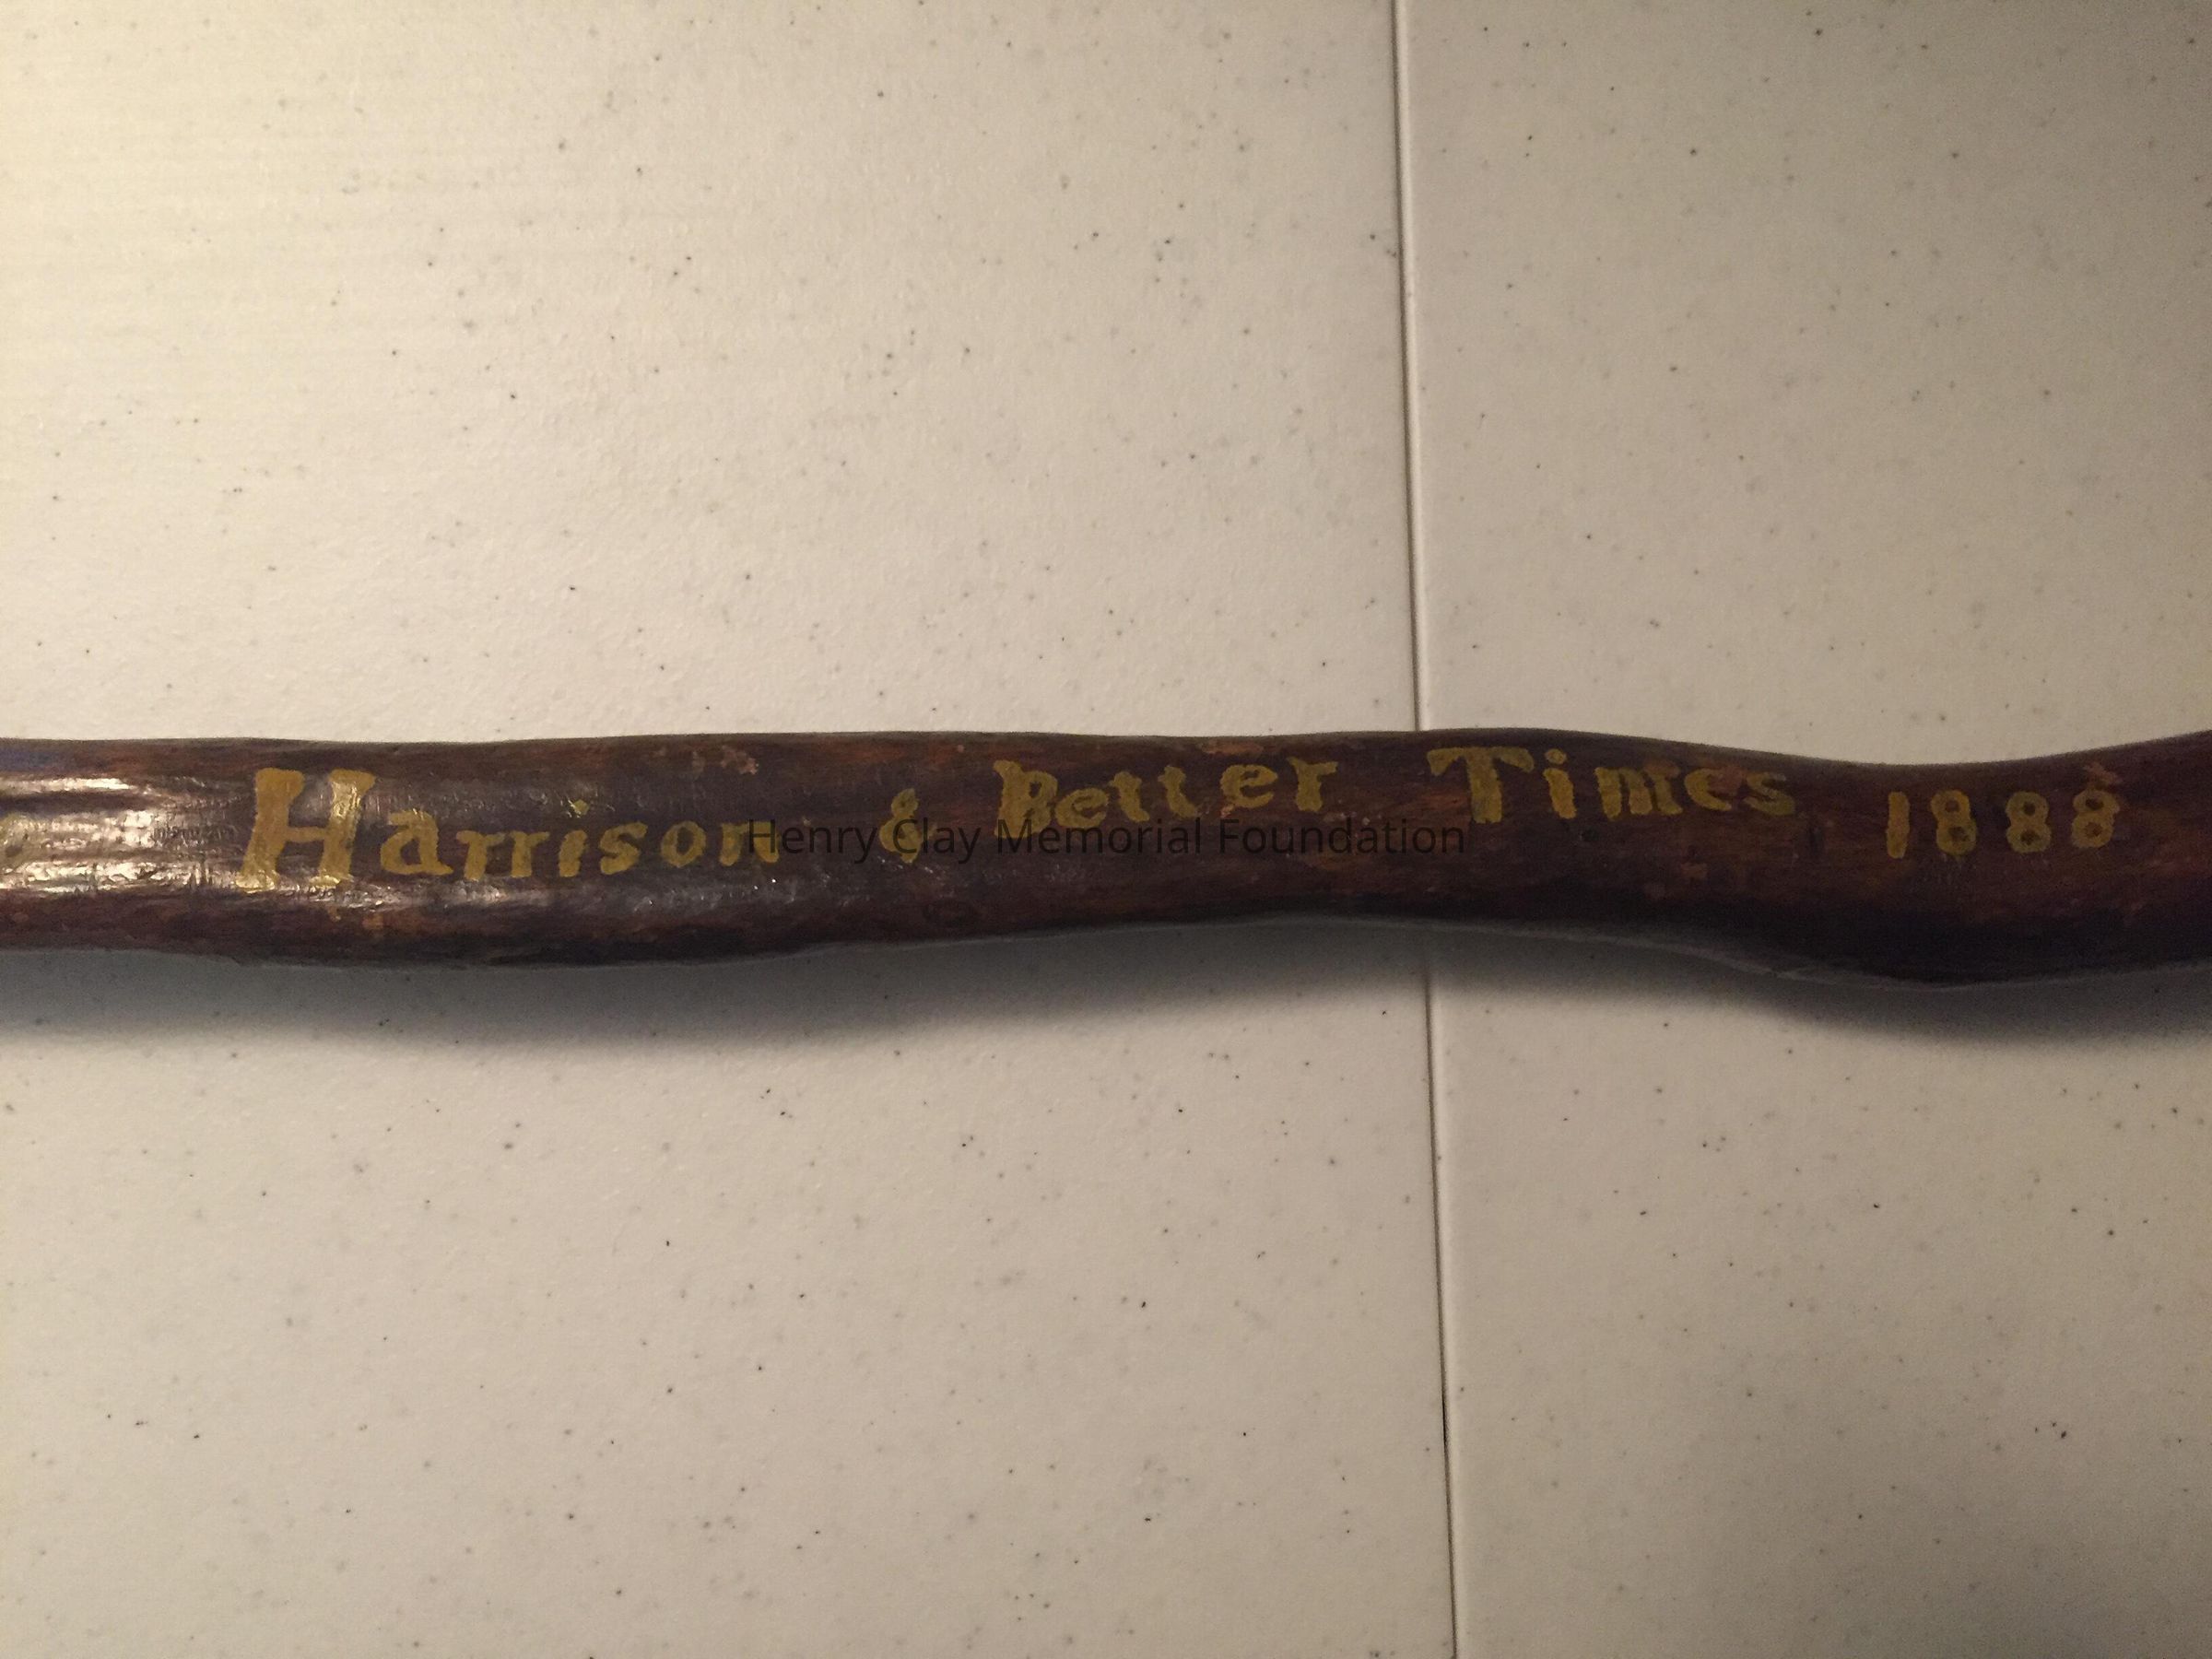 Harrison & Better Times 1888
Henry Clay Memorial Foundation